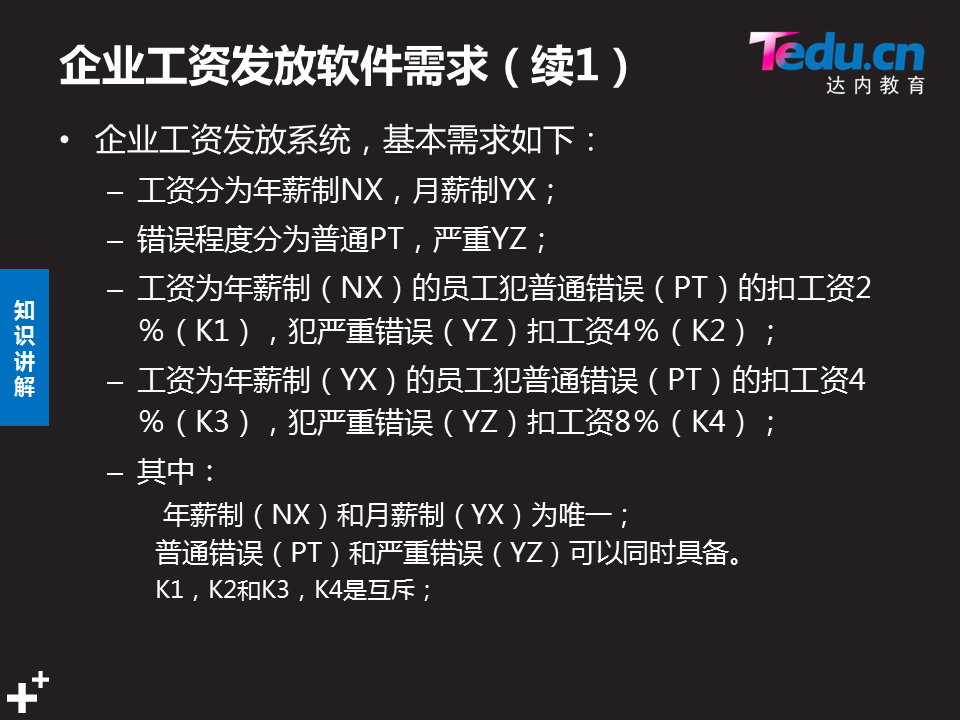 企业工资发放软件需求（续1）
Tedu.cn
达内教育
• 企业工资发放系统，基本需求如下：
– 工资分为年薪制NX，月薪制YX；
– 错误程度分为普通PT，严重YZ；
– 工资为年薪制（NX）的员工犯普通错误（PT）的扣工资2
%（K1），犯严重错误（YZ）扣工资4%（K2）；
– 工资为年薪制（YX）的员工犯普通错误（PT）的扣工资4
%（K3），犯严重错误（YZ）扣工资8%（K4）；
– 其中：
年薪制（NX）和月薪制（YX）为唯一；
普通错误（PT）和严重错误（YZ）可以同时具备。
K1，K2和K3，K4是互斥；
知
识
讲
解